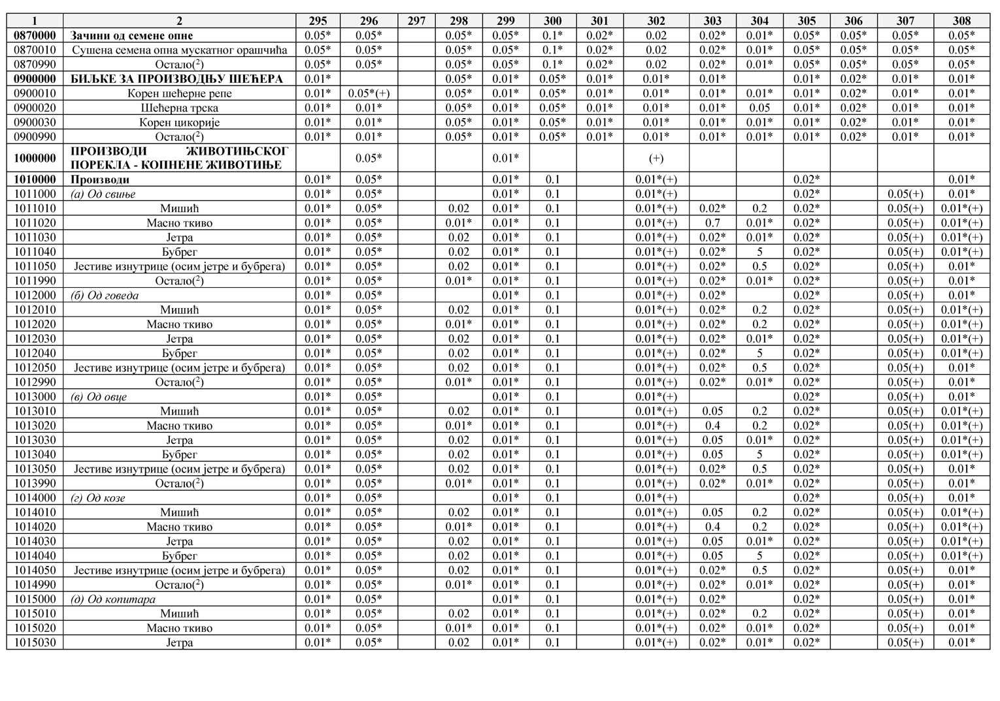 1 2 295 296 297 298 299 300 301 302 303 304 305 306 307 308
0870000 Зачини од семене опне 0.05* 0.05* 0.05* 0.05* 0.1* 0.02* 0.02 0.02* 0.01* 0.05* 0.05* 0.05* 0.05*
0870010 Сушена семена опна мускатног орашчића 0.05* 0.05* 0.05* 0.05* 0.1* 0.02* 0.02 0.02* 0.01* 0.05* 0.05* 0.05* 0.05*
0870990 Остало(²) 0.05* 0.05* 0.05* 0.05* 0.1* 0.02* 0.02 0.02* 0.01* 0.05* 0.05* 0.05* 0.05*
0900000 БИЉКЕ ЗА ПРОИЗВОДЊУ ШЕЋЕРА 0.01* 0.05* 0.01* 0.05* 0.01* 0.01* 0.01* 0.01* 0.02* 0.01* 0.01*
0900010 Корен шећерне репе 0.01* 0.05*(+) 0.05* 0.01* 0.05* 0.01* 0.01* 0.01* 0.01* 0.01* 0.02* 0.01* 0.01*
0900020 Шећерна трска 0.01* 0.01* 0.05* 0.01* 0.05* 0.01* 0.01* 0.01* 0.05 0.01* 0.02* 0.01* 0.01*
0900030 Корен цикорије 0.01* 0.01* 0.05* 0.01* 0.05* 0.01* 0.01* 0.01* 0.01* 0.01* 0.02* 0.01* 0.01*
0900990 Остало(²) 0.01* 0.01* 0.05* 0.01* 0.05* 0.01* 0.01* 0.01* 0.01* 0.01* 0.02* 0.01* 0.01*
1000000 ПРОИЗВОДИ ЖИВОТИЊСКОГ
ПОРЕКЛА - КОПНЕНЕ ЖИВОТИЊЕ 0.05* 0.01* (+)
1010000 Производи 0.01* 0.05* 0.01* 0.1 0.01*(+) 0.02* 0.01*
1011000 (а) Од свиње 0.01* 0.05* 0.01* 0.1 0.01*(+) 0.02* 0.05(+) 0.01*
1011010 Мишић 0.01* 0.05* 0.02 0.01* 0.1 0.01*(+) 0.02* 0.2 0.02* 0.05(+) 0.01*(+)
1011020 Масно ткиво 0.01* 0.05* 0.01* 0.01* 0.1 0.01*(+) 0.7 0.01* 0.02* 0.05(+) 0.01*(+)
1011030 Јетра 0.01* 0.05* 0.02 0.01* 0.1 0.01*(+) 0.02* 0.01* 0.02* 0.05(+) 0.01*(+)
1011040 Бубрег 0.01* 0.05* 0.02 0.01* 0.1 0.01*(+) 0.02* 5 0.02* 0.05(+) 0.01*(+)
1011050 Јестиве изнутрице (осим јетре и бубрега) 0.01* 0.05* 0.02 0.01* 0.1 0.01*(+) 0.02* 0.5 0.02* 0.05(+) 0.01*
1011990 Остало(²) 0.01* 0.05* 0.01* 0.01* 0.1 0.01*(+) 0.02* 0.01* 0.02* 0.05(+) 0.01*
1012000 (б) Од говеда 0.01* 0.05* 0.01* 0.1 0.01*(+) 0.02* 0.02* 0.05(+) 0.01*
1012010 Мишић 0.01* 0.05* 0.02 0.01* 0.1 0.01*(+) 0.02* 0.2 0.02* 0.05(+) 0.01*(+)
1012020 Масно ткиво 0.01* 0.05* 0.01* 0.01* 0.1 0.01*(+) 0.02* 0.2 0.02* 0.05(+) 0.01*(+)
1012030 Јетра 0.01* 0.05* 0.02 0.01* 0.1 0.01*(+) 0.02* 0.01* 0.02* 0.05(+) 0.01*(+)
1012040 Бубрег 0.01* 0.05* 0.02 0.01* 0.1 0.01*(+) 0.02* 5 0.02* 0.05(+) 0.01*(+)
1012050 Јестиве изнутрице (осим јетре и бубрега) 0.01* 0.05* 0.02 0.01* 0.1 0.01*(+) 0.02* 0.5 0.02* 0.05(+) 0.01*
1012990 Остало(²) 0.01* 0.05* 0.01* 0.01* 0.1 0.01*(+) 0.02* 0.01* 0.02* 0.05(+) 0.01*
1013000 (в) Од овце 0.01* 0.05* 0.01* 0.1 0.01*(+) 0.02* 0.05(+) 0.01*
1013010 Мишић 0.01* 0.05* 0.02 0.01* 0.1 0.01*(+) 0.05 0.2 0.02* 0.05(+) 0.01*(+)
1013020 Масно ткиво 0.01* 0.05* 0.01* 0.01* 0.1 0.01*(+) 0.4 0.2 0.02* 0.05(+) 0.01*(+)
1013030 Јетра 0.01* 0.05* 0.02 0.01* 0.1 0.01*(+) 0.05 0.01* 0.02* 0.05(+) 0.01*(+)
1013040 Бубрег 0.01* 0.05* 0.02 0.01* 0.1 0.01*(+) 0.05 5 0.02* 0.05(+) 0.01*(+)
1013050 Јестиве изнутрице (осим јетре и бубрега) 0.01* 0.05* 0.02 0.01* 0.1 0.01*(+) 0.02* 0.5 0.02* 0.05(+) 0.01*
1013990 Остало(²) 0.01* 0.05* 0.01* 0.01* 0.1 0.01*(+) 0.02* 0.01* 0.02* 0.05(+) 0.01*
1014000 (г) Од козе 0.01* 0.05* 0.01* 0.1 0.01*(+) 0.02* 0.05(+) 0.01*
1014010 Мишић 0.01* 0.05* 0.02 0.01* 0.1 0.01*(+) 0.05 0.2 0.02* 0.05(+) 0.01*(+)
1014020 Масно ткиво 0.01* 0.05* 0.01* 0.01* 0.1 0.01*(+) 0.4 0.2 0.02* 0.05(+) 0.01*(+)
1014030 Јетра 0.01* 0.05* 0.02 0.01* 0.1 0.01*(+) 0.05 0.01* 0.02* 0.05(+) 0.01*(+)
1014040 Бубрег 0.01* 0.05* 0.02 0.01* 0.1 0.01*(+) 0.05 5 0.02* 0.05(+) 0.01*(+)
1014050 Јестиве изнутрице (осим јетре и бубрега) 0.01* 0.05* 0.02 0.01* 0.1 0.01*(+) 0.02* 0.5 0.02* 0.05(+) 0.01*
1014990 Остало(²) 0.01* 0.05* 0.01* 0.01* 0.1 0.01*(+) 0.02* 0.01* 0.02* 0.05(+) 0.01*
1015000 (д) Од копитара 0.01* 0.05* 0.01* 0.1 0.01*(+) 0.02* 0.02* 0.05(+) 0.01*
1015010 Мишић 0.01* 0.05* 0.02 0.01* 0.1 0.01*(+) 0.02* 0.2 0.02* 0.05(+) 0.01*
1015020 Масно ткиво 0.01* 0.05* 0.01* 0.01* 0.1 0.01*(+) 0.02* 0.01* 0.02* 0.05(+) 0.01*
1015030 Јетра 0.01* 0.05* 0.02 0.01* 0.1 0.01*(+) 0.02* 0.01* 0.02* 0.05(+) 0.01*